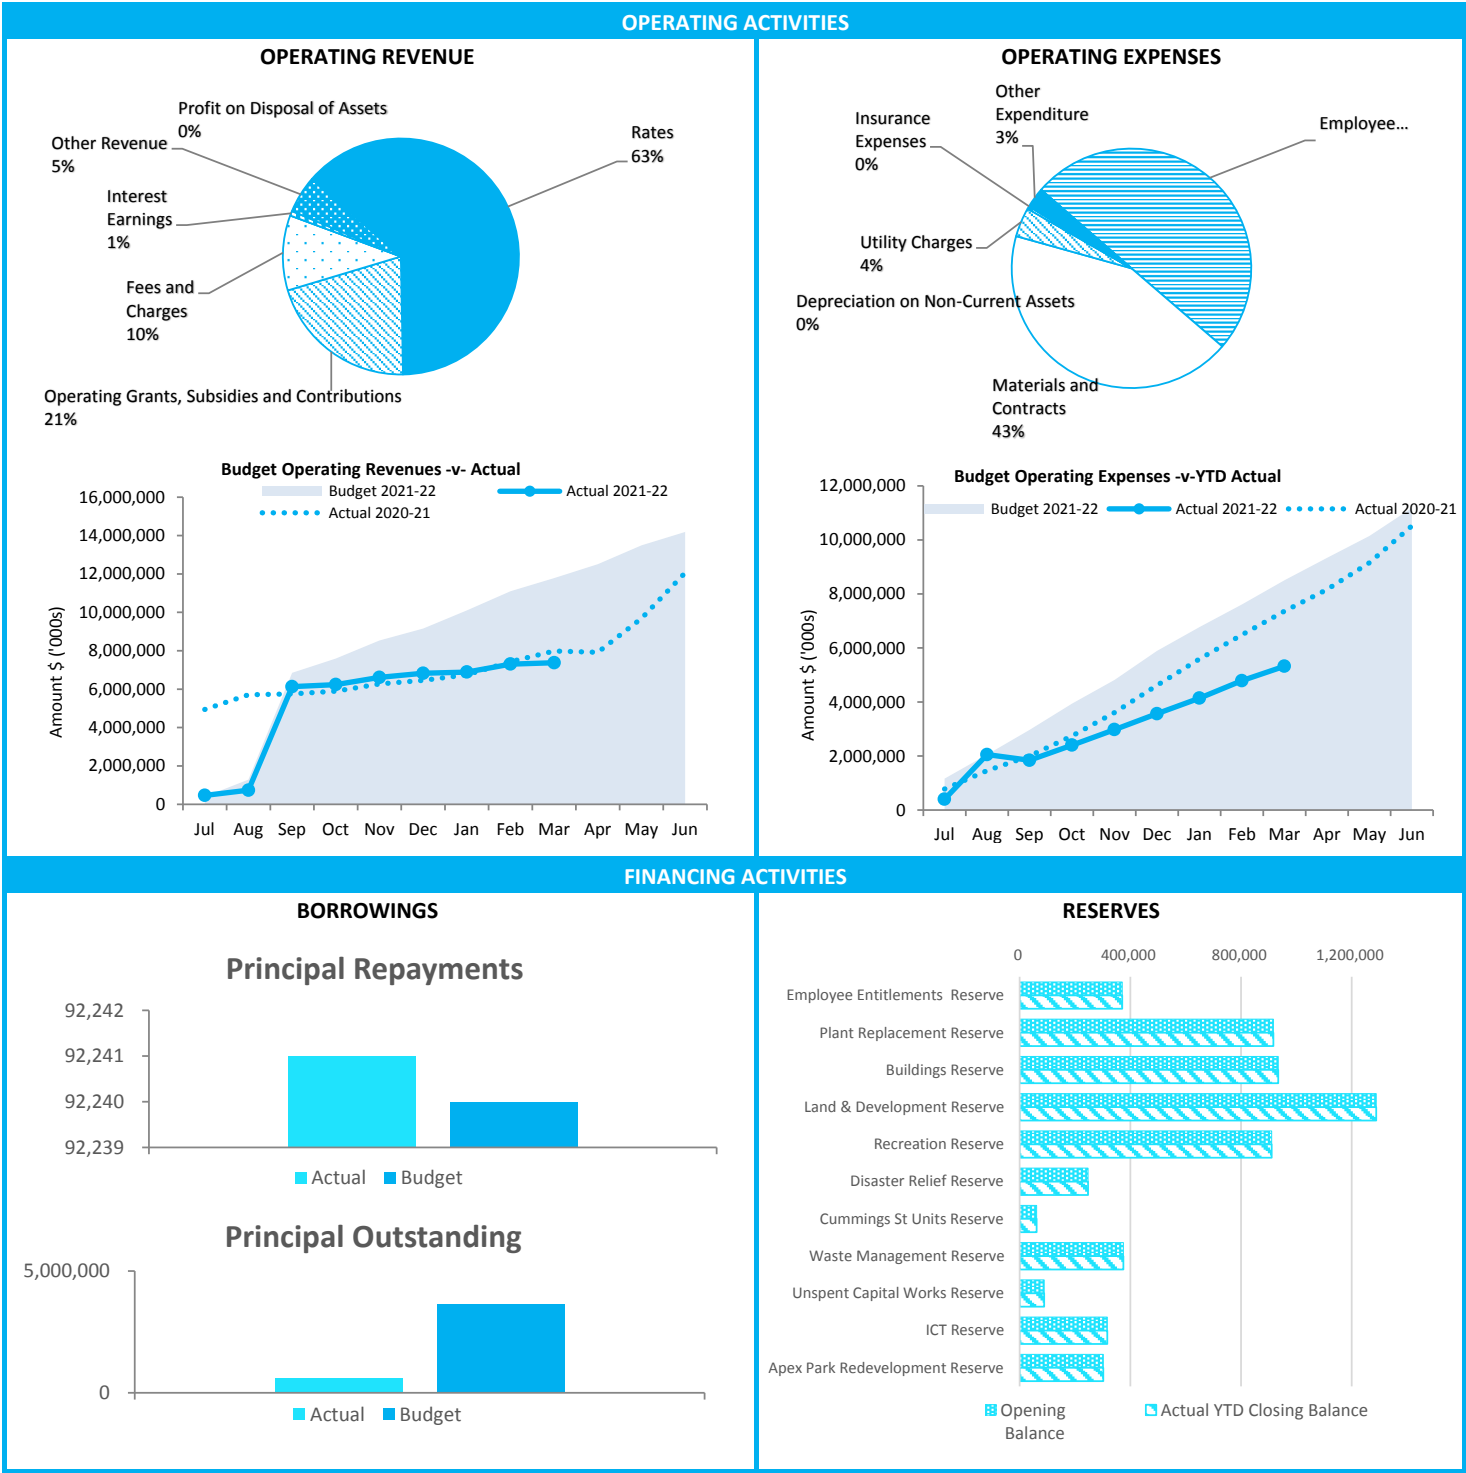 OPERATING ACTIVITIES
OPERATING REVENUE
Profit on Disposal of Assets
0%
Other Revenue
5%
Rates
63%
Interest
Earnings
1%
Fees and
Charges
10%
Operating Grants, Subsidies and Contributions
21%
OPERATING EXPENSES
Other
Expenditure
3%
Insurance
Expenses
0%
Employee...
Utility Charges
4%
Depreciation on Non-Current Assets
0%
Materials and
Contracts
43%
Budget Operating Revenues -v- Actual
Budget 2021-22
Actual 2021-22
Actual 2020-21
Amount $ ('000s)
16,000,000
14,000,000
12,000,000
10,000,000
8,000,000
6,000,000
4,000,000
2,000,000
0
Jul Aug Sep Oct Nov Dec Jan Feb Mar Apr May Jun
Budget Operating Expenses -v-YTD Actual
Budget 2021-22
Actual 2021-22
Actual 2020-21
Amount $ ('000s)
12,000,000
10,000,000
8,000,000
6,000,000
4,000,000
2,000,000
0
Jul Aug Sep Oct Nov Dec Jan Feb Mar Apr May Jun
FINANCING ACTIVITIES
BORROWINGS
Principal Repayments
92,242
92,241
92,240
92,239
Actual Budget
Principal Outstanding
5,000,000
0
Actual Budget
RESERVES
0 400,000 800,000 1,200,000
Employee Entitlements Reserve
Plant Replacement Reserve
Buildings Reserve
Land & Development Reserve
Recreation Reserve
Disaster Relief Reserve
Cummings St Units Reserve
Waste Management Reserve
Unspent Capital Works Reserve
ICT Reserve
Apex Park Redevelopment Reserve
Opening
Balance
Actual YTD Closing Balance